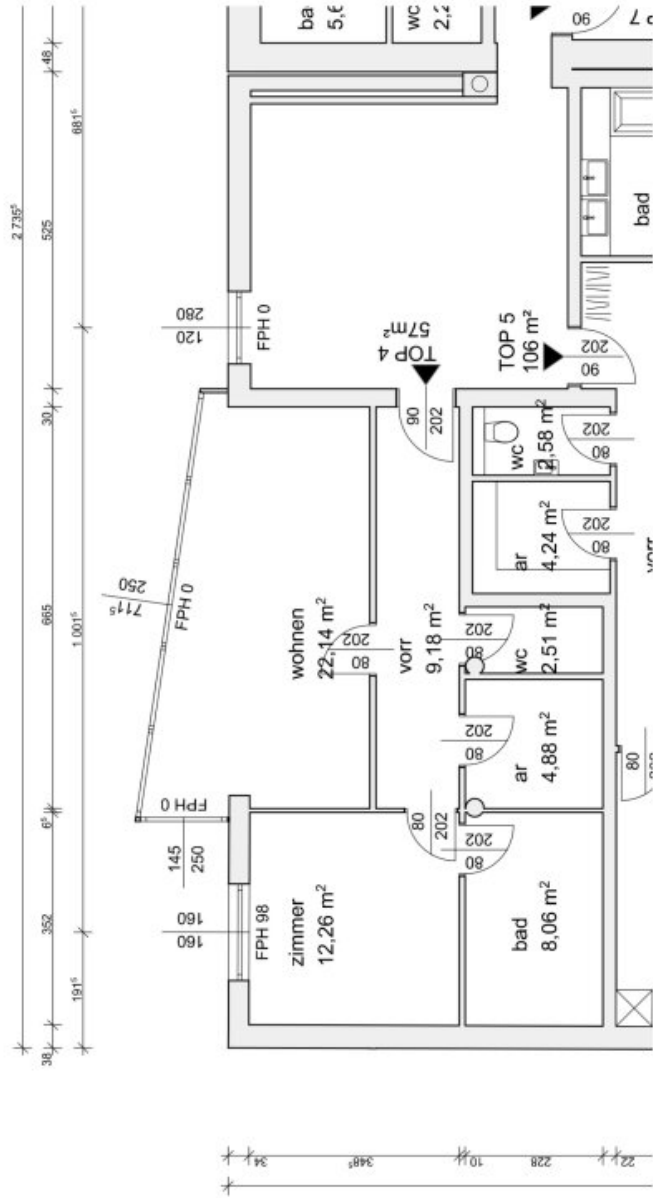 bad
5,6
wc
2,2
90
48
681⁵
2 735⁵
525
280
120
FPH 0
TOP 4
57m²
TOP 5
106 m²
202
90
bad
30
90
202
wc
2,58 m²
202
80
250
711⁵
FPH 0
ar
4,24 m²
202
80
vorr
665
1 001⁵
wohnen
22,14 m²
202
80
vorr
9,18 m²
202
80
wc
2,51 m²
202
80
ar
4,88 m²
80
6⁵
FPH 0
145
250
80
202
202
80
352
160
160
FPH 98
zimmer
12,26 m²
bad
8,06 m²
191⁵
38
34
348⁵
10
228
22